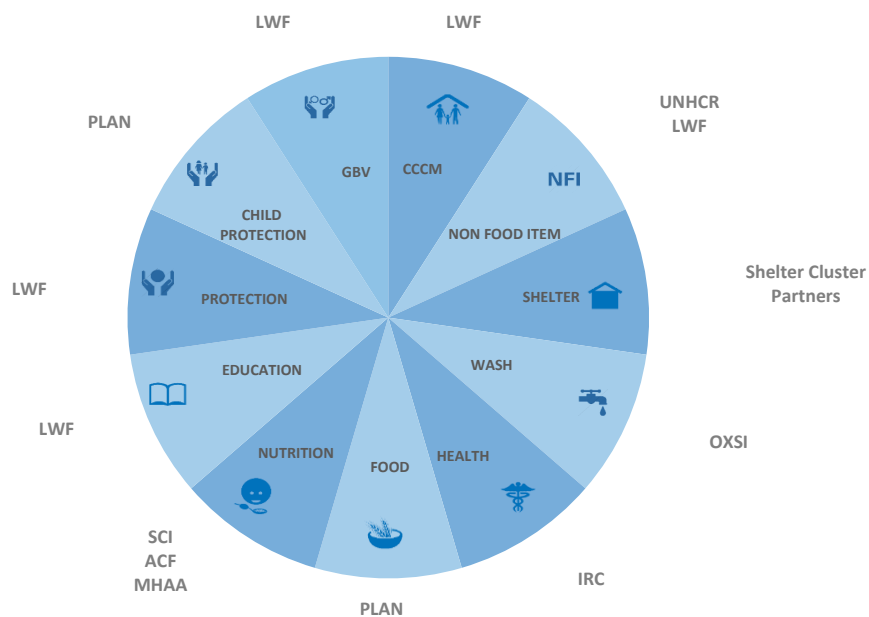 LWF
LWF
UNHCR
LWF
PLAN
GBV
CCCM
NFI
CHILD
PROTECTION
NON FOOD ITEM
Shelter Cluster
Partners
LWF
PROTECTION
SHELTER
EDUCATION
WASH
LWF
OXSI
NUTRITION
FOOD
HEALTH
SCI
ACF
MHAA
IRC
PLAN